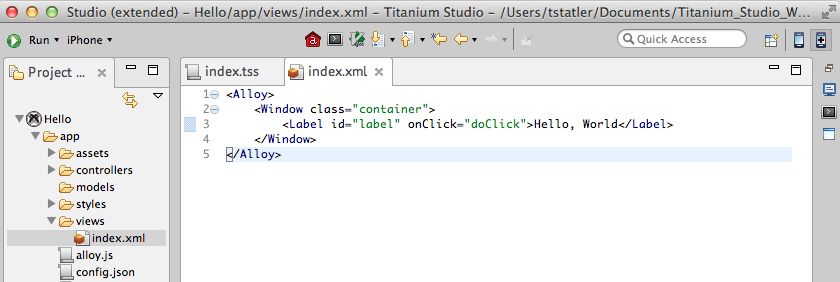 Studio (extended) – Hello/app/views/index.xml – Titanium Studio – /Users/tstatler/Documents/Titanium_Studio_W...
Run iPhone Quick Access
Project ...
index.tss index.xml
1 <Alloy>
2 <Window class="container">
3 <Label id="label" onClick="doClick">Hello, World</Label>
4 </Window>
5 </Alloy>
Hello
app
assets
controllers
models
styles
views
index.xml
alloy.js
config.json